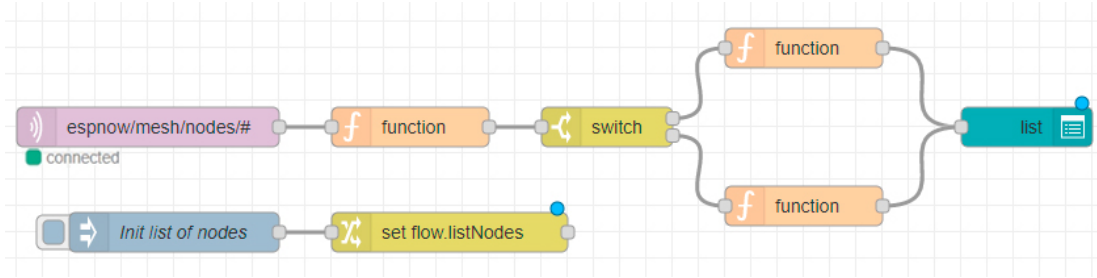 function
espnow/mesh/nodes/#
function
switch
list
connected
function
Init list of nodes
set flow.listNodes